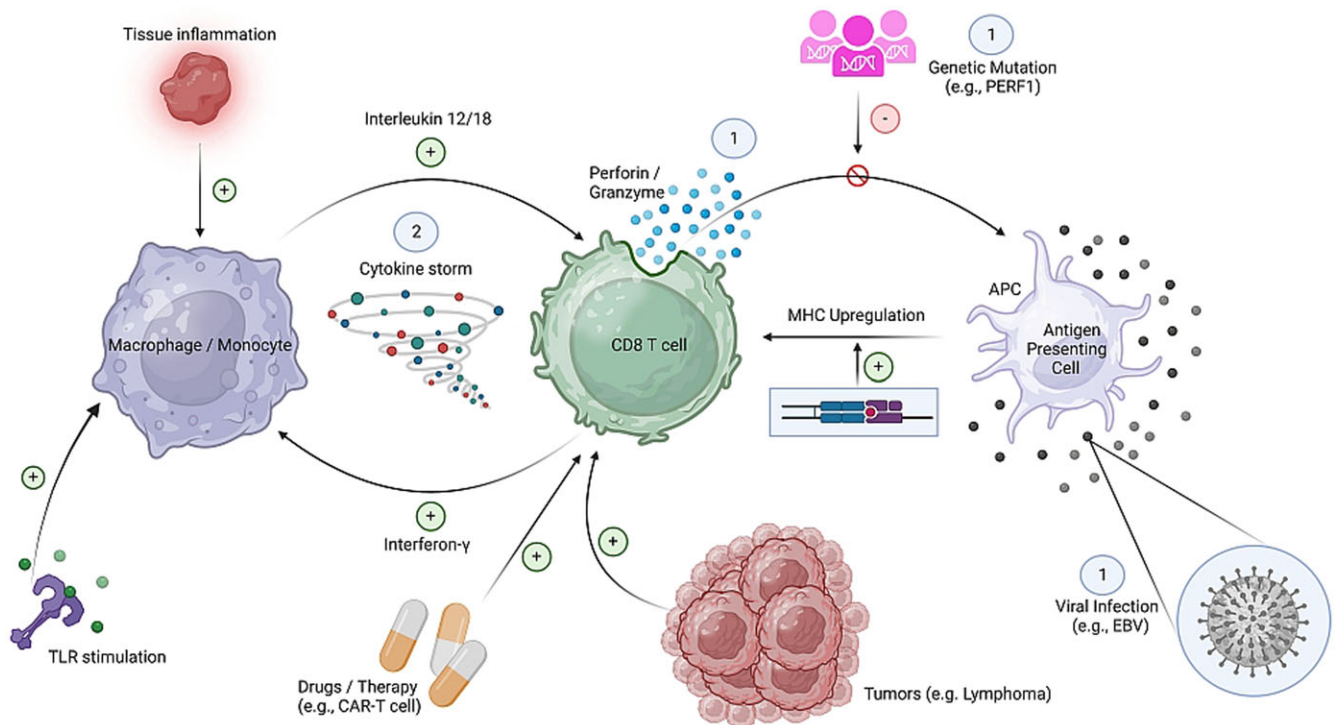 Tissue inflammation
+
Interleukin 12/18
+
1
Genetic Mutation
(e.g., PERF1)
-
1
Perforin /
Granzyme
2
Cytokine storm
Macrophage / Monocyte
CD8 T cell
MHC Upregulation
+
APC
Antigen
Presenting
Cell
+
Interferon-γ
+
TLR stimulation
+
Drugs / Therapy
(e.g., CAR-T cell)
+
Tumors (e.g. Lymphoma)
1
Viral Infection
(e.g., EBV)